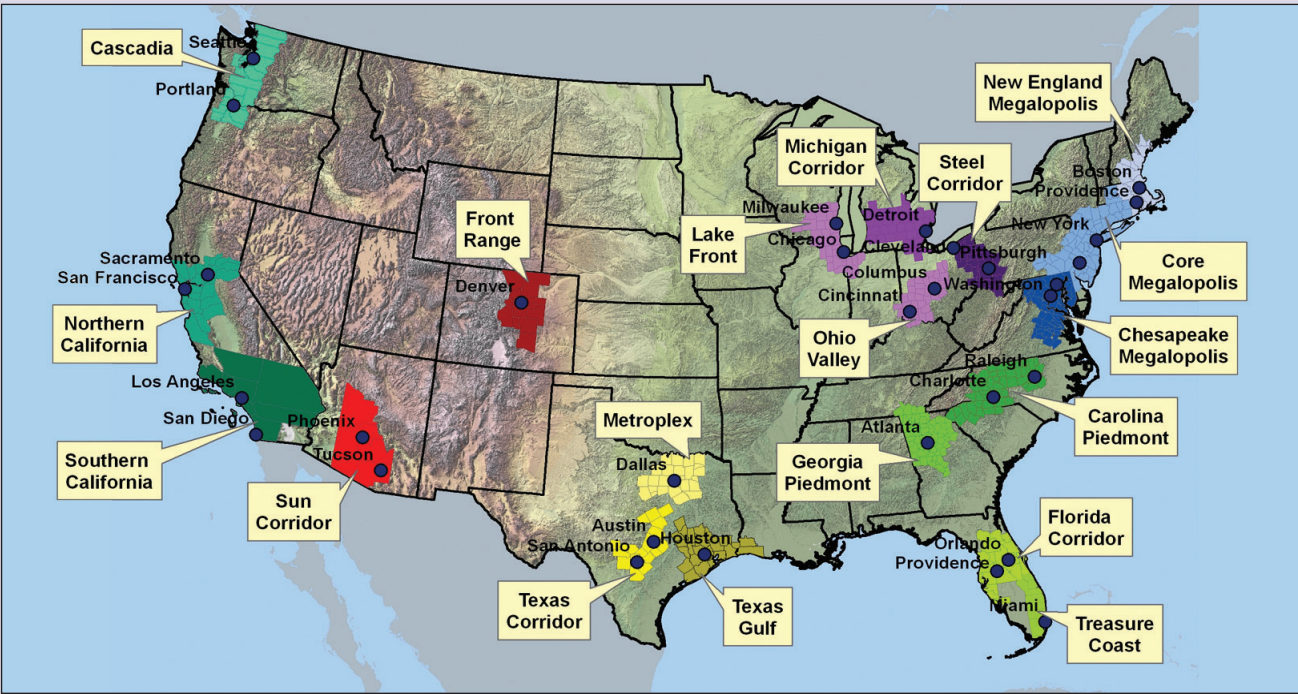 Cascadia
Seattle
Portland
New England
Megalopolis
Michigan
Corridor
Steel
Corridor
Boston
Providence
Milwaukee
Detroit
New York
Front
Range
Lake
Front
Chicago
Cleveland
Pittsburgh
Core
Megalopolis
Sacramento
San Francisco
Denver
Columbus
Washington
Cincinnati
Northern
California
Ohio
Valley
Chesapeake
Megalopolis
Los Angeles
San Diego
Raleigh
Charlotte
Phoenix
Tucson
Metroplex
Atlanta
Carolina
Piedmont
Southern
California
Dallas
Georgia
Piedmont
Sun
Corridor
Austin
San Antonio
Houston
Florida
Corridor
Orlando
Providence
Texas
Corridor
Texas
Gulf
Miami
Treasure
Coast